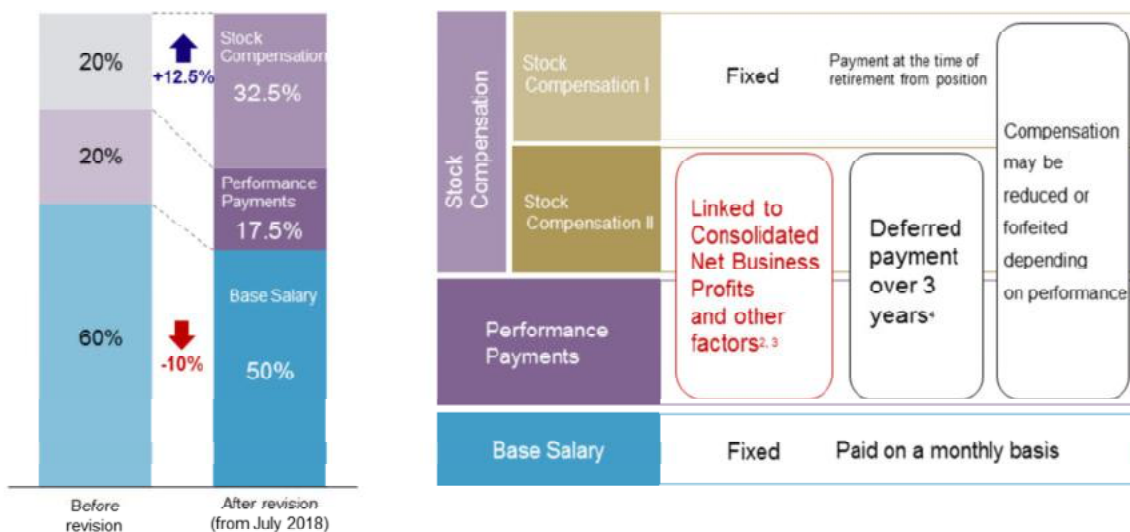 20%
20%
60%
+12.5%
-10%
Stock
Compensation
32.5%
Performance
Payments
17.5%
Base Salary
50%
Before
revision
After revision
(from July 2018)
Stock
Compensation
Stock
Compensation I
Fixed
Payment at the time of
retirement from position
Stock
Compensation II
Performance
Payments
Linked to
Consolidated
Net Business
Profits
and other
factors2, 3
Deferred
payment
over 3
years4
Compensation
may be
reduced or
forfeited
depending
on performance
Base Salary
Fixed
Paid on a monthly basis